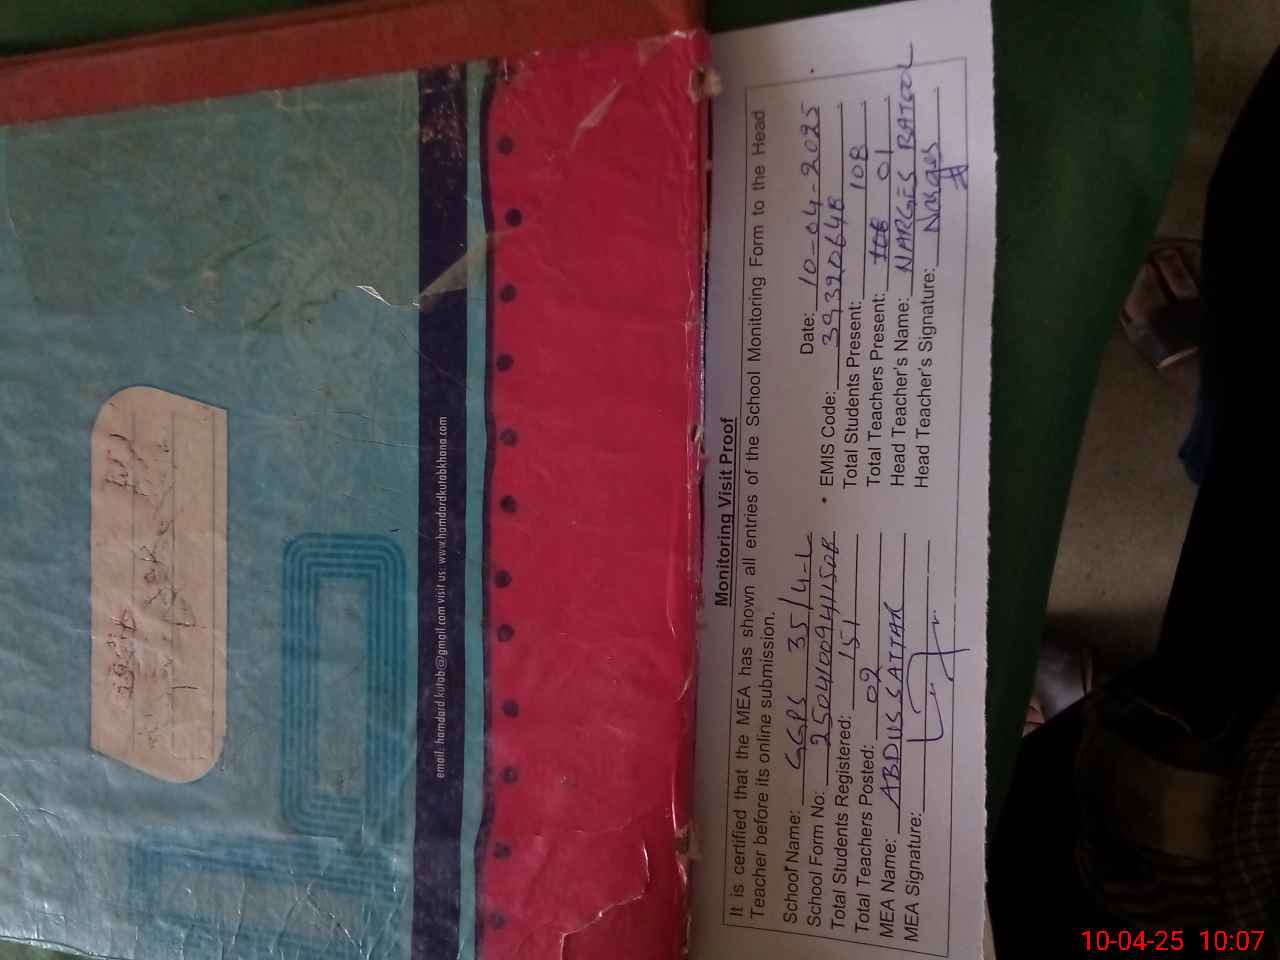 Monitoring Visit Proof
It is certified that the MEA has shown all entries of the School Monitoring Form to the Head
Teacher before its online submission.
School Name: GGPS 35/4-L Date: 10-04-2025
School Form No: 2504100941150B EMIS Code: 3932064B
Total Students Registered: 151 Total Students Present: 108
Total Teachers Posted: 02 Total Teachers Present: 01
MEA Name: ABDUS SATTAR Head Teacher's Name: NARGES BATOOL
MEA Signature: Head Teacher's Signature: Narges
email: hamdard.kutab@gmail.com visit us: www.hamdardkutabkhana.com
10-04-25 10:07